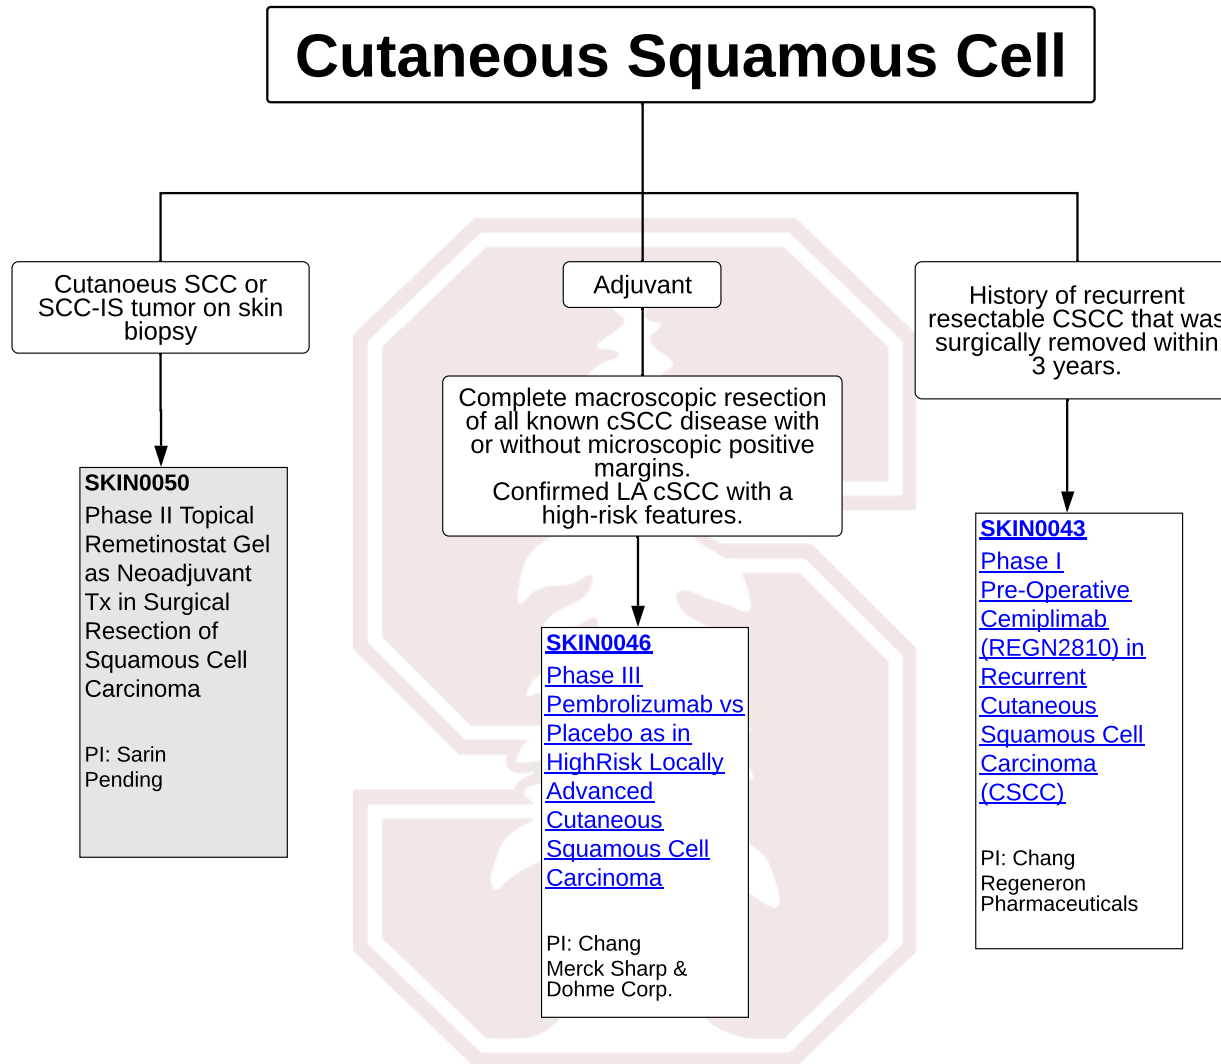 Cutaneous Squamous Cell
Cutanoeus SCC or
SCC-IS tumor on skin
biopsy
Adjuvant
History of recurrent
resectable CSCC that was
surgically removed within
3 years.
Complete macroscopic resection
of all known cSCC disease with
or without microscopic positive
margins.
Confirmed LA cSCC with a
high-risk features.
SKIN0050
Phase II Topical
Remetinostat Gel
as Neoadjuvant
Tx in Surgical
Resection of
Squamous Cell
Carcinoma
PI: Sarin
Pending
SKIN0046
Phase III
Pembrolizumab vs
Placebo as in
HighRisk Locally
Advanced
Cutaneous
Squamous Cell
Carcinoma
PI: Chang
Merck Sharp &
Dohme Corp.
SKIN0043
Phase I
Pre-Operative
Cemiplimab
(REGN2810) in
Recurrent
Cutaneous
Squamous Cell
Carcinoma
(CSCC)
PI: Chang
Regeneron
Pharmaceuticals